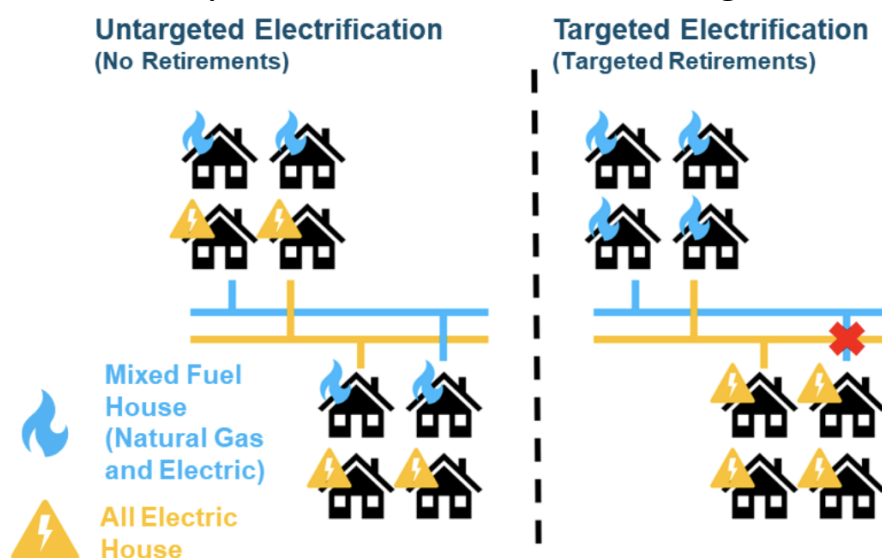 Untargeted Electrification
(No Retirements)
Targeted Electrification
(Targeted Retirements)
Mixed Fuel
House
(Natural Gas
and Electric)
All Electric
House